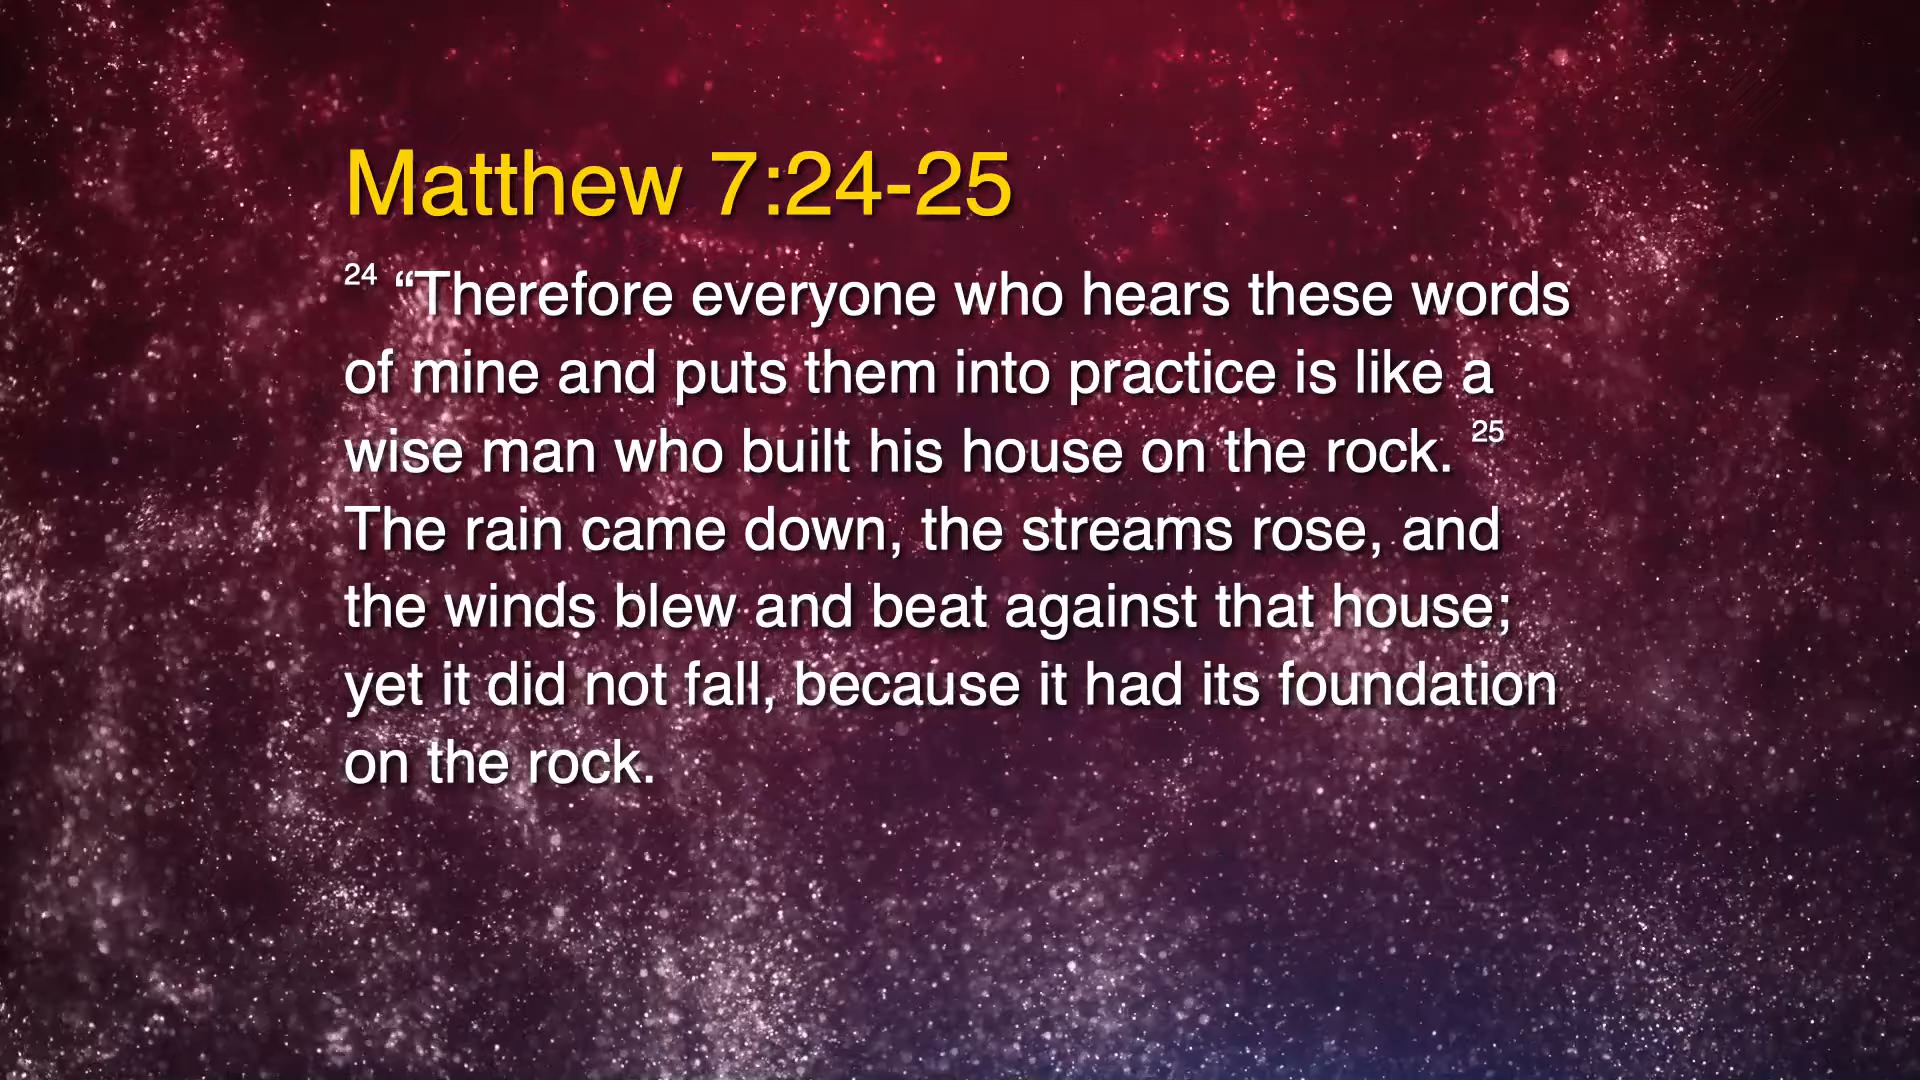 Matthew 7:24-25
24 “Therefore everyone who hears these words
of mine and puts them into practice is like a
wise man who built his house on the rock. 25
The rain came down, the streams rose, and
the winds blew and beat against that house;
yet it did not fall, because it had its foundation
on the rock.